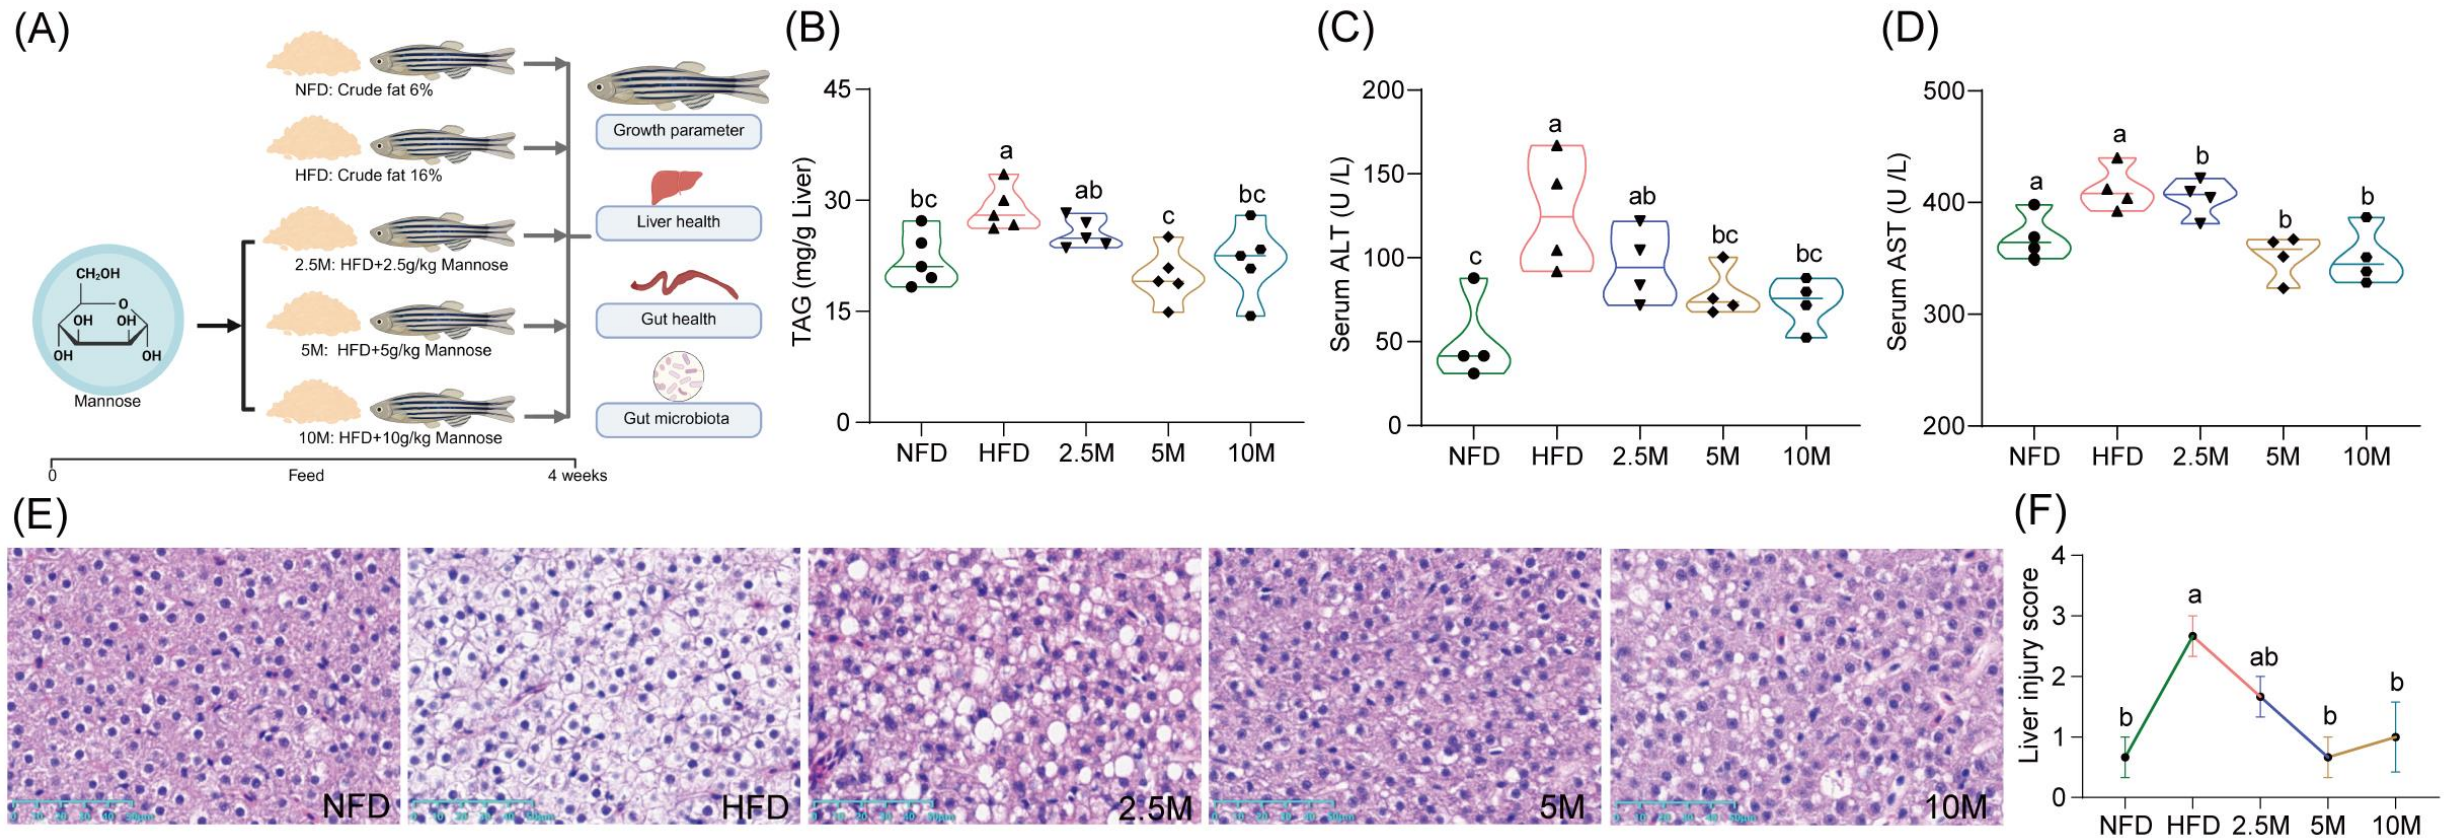 (A)
NFD: Crude fat 6%
HFD: Crude fat 16%
2.5M: HFD+2.5g/kg Mannose
5M: HFD+5g/kg Mannose
10M: HFD+10g/kg Mannose
CH₂OH
O
OH
OH
OH
OH
Mannose
Growth parameter
Liver health
Gut health
Gut microbiota
0
Feed
4 weeks
(B)
TAG (mg/g Liver)
45
30
15
0
bc
a
ab
c
bc
NFD
HFD
2.5M
5M
10M
(C)
Serum ALT (U /L)
200
150
100
50
0
c
a
ab
bc
bc
NFD
HFD
2.5M
5M
10M
(D)
Serum AST (U /L)
500
400
300
200
a
a
b
b
b
NFD
HFD
2.5M
5M
10M
(E)
NFD
HFD
2.5M
5M
10M
(F)
Liver injury score
4
3
2
1
0
b
a
ab
b
b
NFD
HFD
2.5M
5M
10M